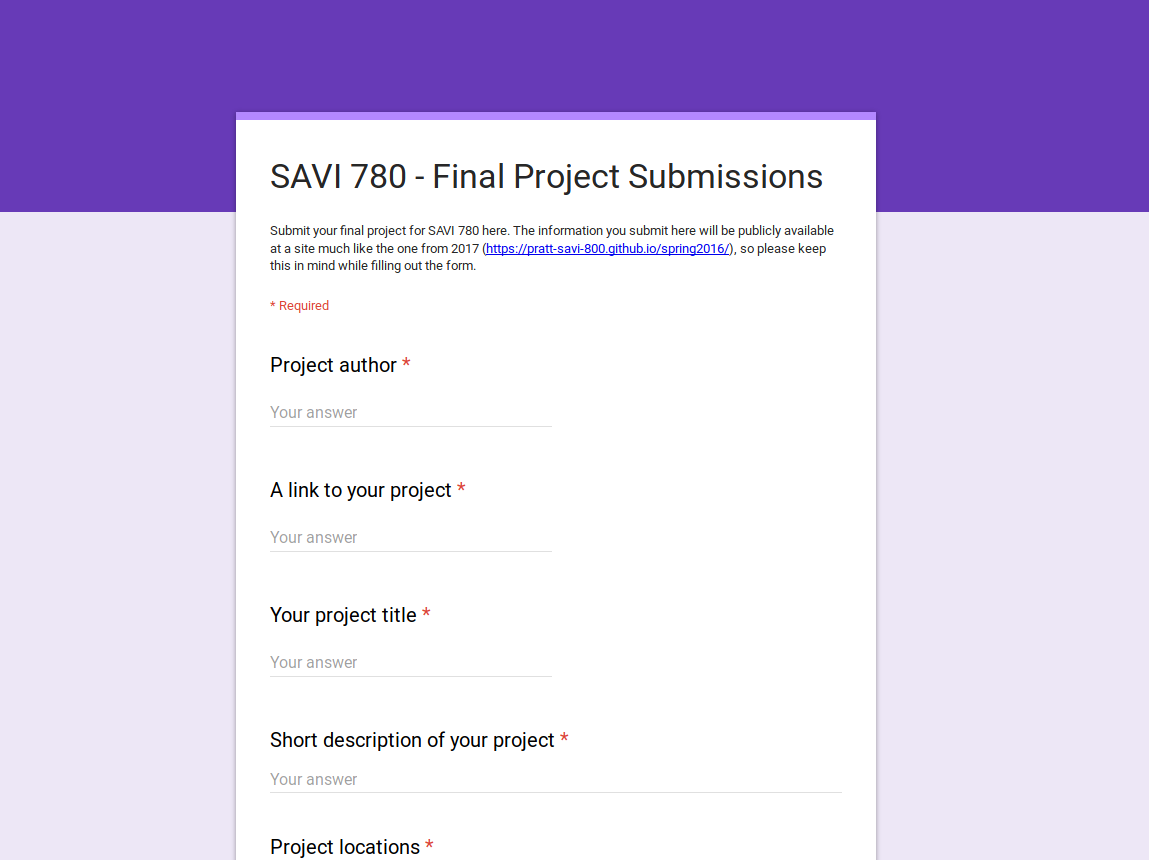 SAVI 780 - Final Project Submissions
Submit your final project for SAVI 780 here. The information you submit here will be publicly available
at a site much like the one from 2017 (https://pratt-savi-800.github.io/spring2016/), so please keep
this in mind while filling out the form.
* Required
Project author *
Your answer
A link to your project *
Your answer
Your project title *
Your answer
Short description of your project *
Your answer
Project locations *